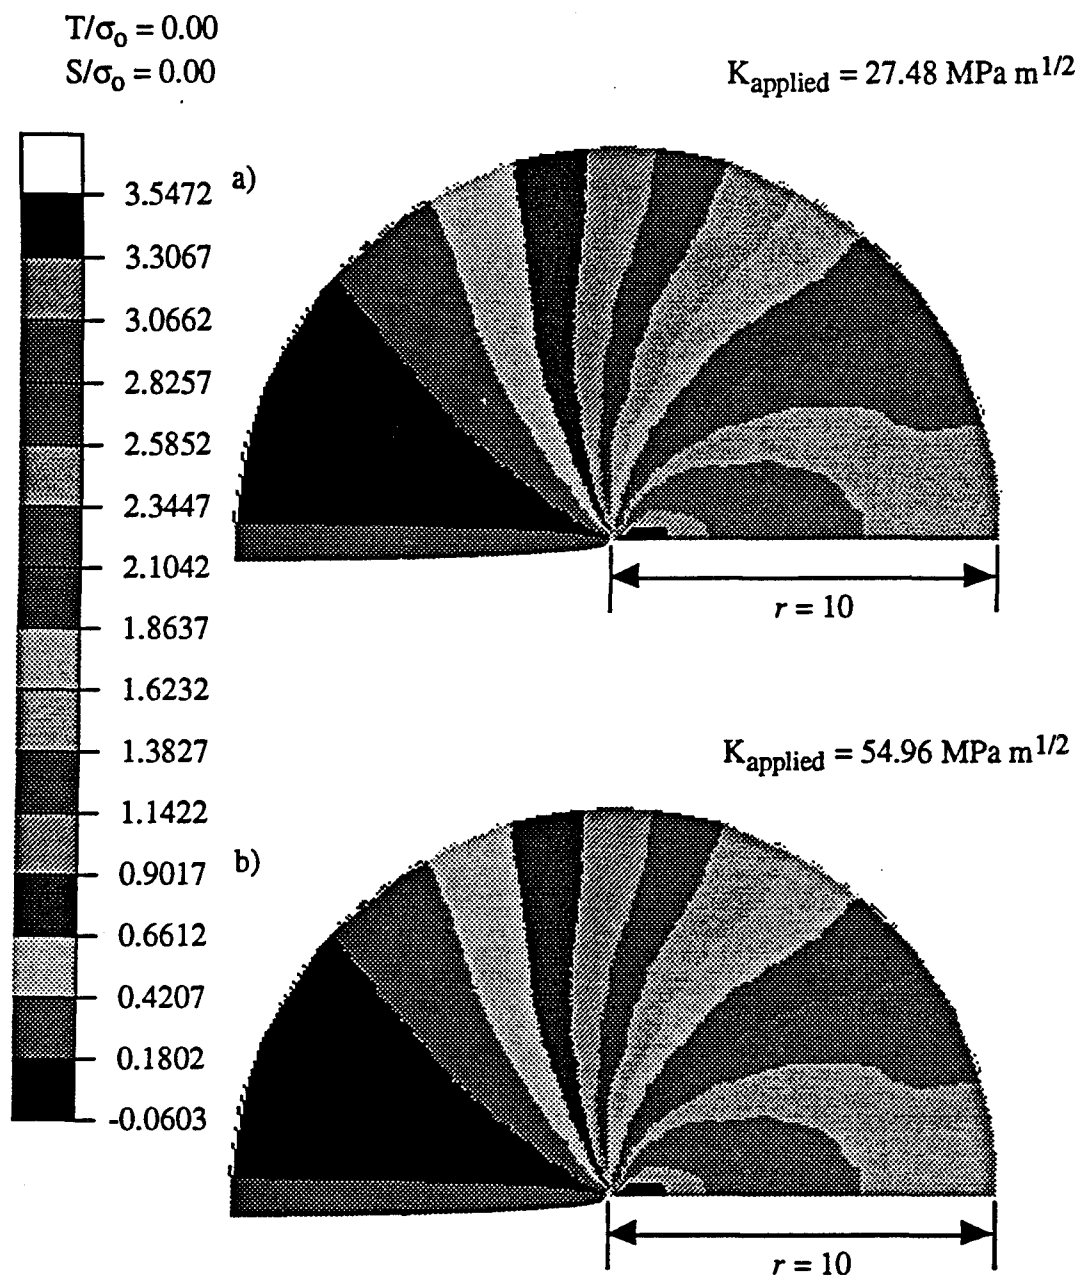 T/σo = 0.00
S/σo = 0.00
Kapplied = 27.48 MPa m1/2
a)
3.5472
3.3067
3.0662
2.8257
2.5852
2.3447
2.1042
1.8637
1.6232
1.3827
1.1422
0.9017
0.6612
0.4207
0.1802
-0.0603
r = 10
Kapplied = 54.96 MPa m1/2
b)
r = 10